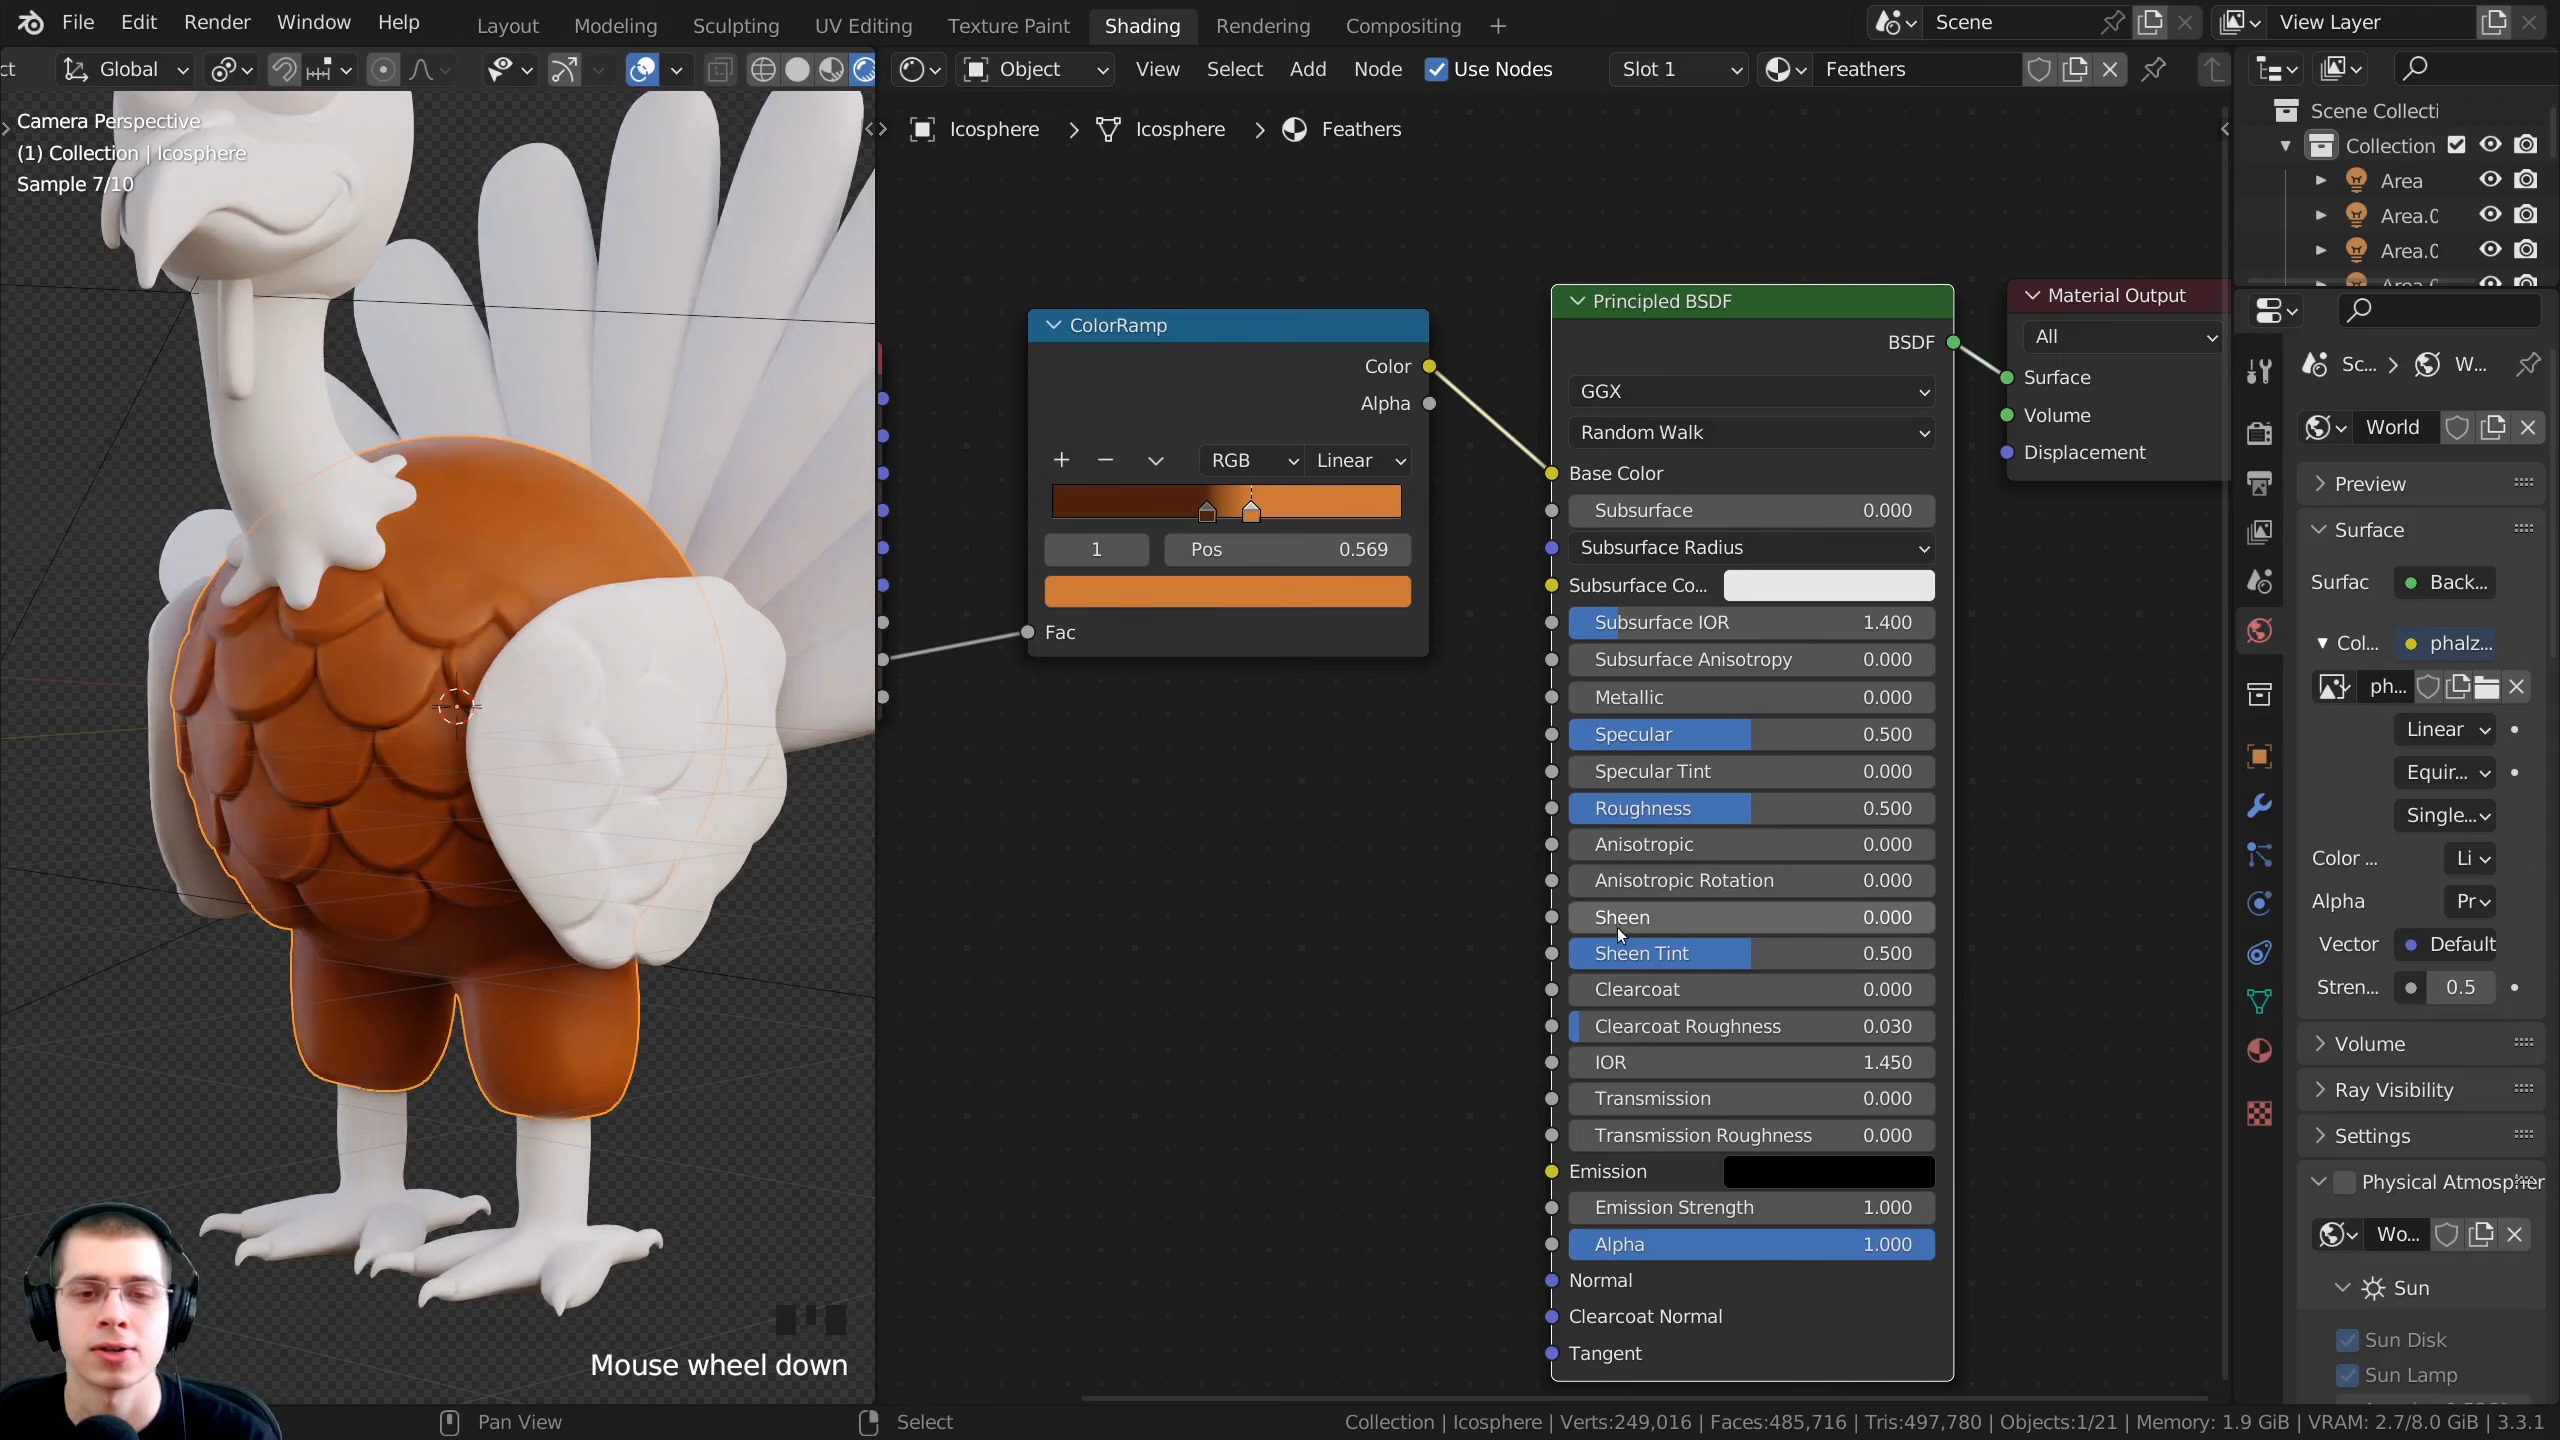 File Edit Render Window Help Layout Modeling Sculpting UV Editing Texture Paint Shading Rendering Compositing + Scene View Layer
ct Global Object View Select Add Node Use Nodes Slot 1 Feathers
Camera Perspective
(1) Collection | Icosphere
Sample 7/10
Icosphere > Icosphere > Feathers
ColorRamp
Color
Alpha
+ − RGB Linear
1 Pos 0.569
Fac
Principled BSDF
BSDF
GGX
Random Walk
Base Color
Subsurface 0.000
Subsurface Radius
Subsurface Co...
Subsurface IOR 1.400
Subsurface Anisotropy 0.000
Metallic 0.000
Specular 0.500
Specular Tint 0.000
Roughness 0.500
Anisotropic 0.000
Anisotropic Rotation 0.000
Sheen 0.000
Sheen Tint 0.500
Clearcoat 0.000
Clearcoat Roughness 0.030
IOR 1.450
Transmission 0.000
Transmission Roughness 0.000
Emission
Emission Strength 1.000
Alpha 1.000
Normal
Clearcoat Normal
Tangent
Material Output
All
Surface
Volume
Displacement
Scene Collecti
Collection
Area
Area.0
Area.0
Sc... > W...
World
Preview
Surface
Surfac Back...
Col... phalz...
ph...
Linear
Equir...
Single...
Color ... Li
Alpha Pr
Vector Default
Stren... 0.5
Volume
Ray Visibility
Settings
Physical Atmospher
Wo...
Sun
Sun Disk
Sun Lamp
Mouse wheel down
Pan View Select Collection | Icosphere | Verts:249,016 | Faces:485,716 | Tris:497,780 | Objects:1/21 | Memory: 1.9 GiB | VRAM: 2.7/8.0 GiB | 3.3.1